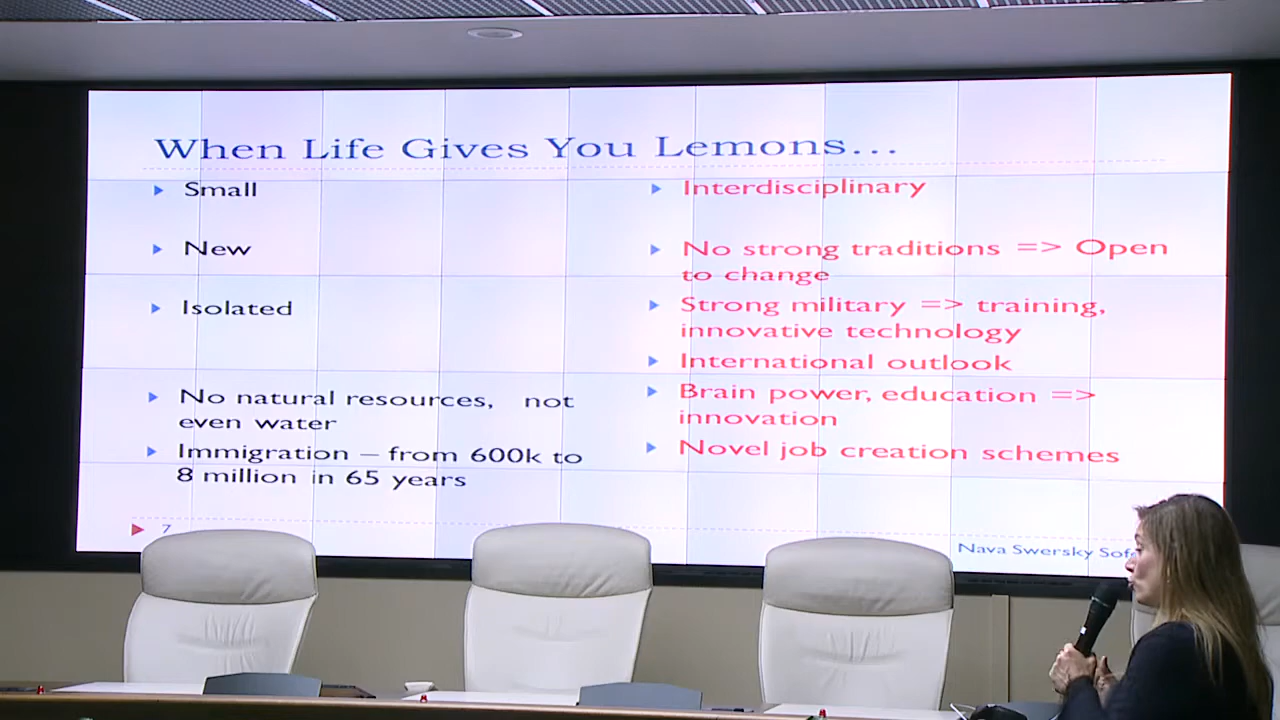 When Life Gives You Lemons...
Small
New
Isolated
No natural resources, not
even water
Immigration – from 600k to
8 million in 65 years
Interdisciplinary
No strong traditions => Open
to change
Strong military => training,
innovative technology
International outlook
Brain power, education =>
innovation
Novel job creation schemes
7
Nava Swersky